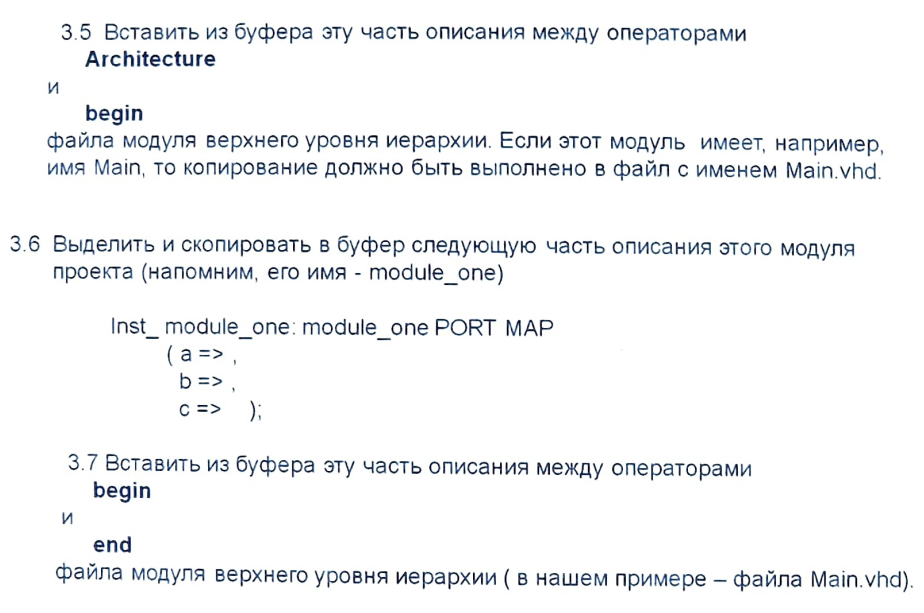 3.5 Вставить из буфера эту часть описания между операторами
Architecture
и
begin
файла модуля верхнего уровня иерархии. Если этот модуль имеет, например,
имя Main, то копирование должно быть выполнено в файл с именем Main.vhd.
3.6 Выделить и скопировать в буфер следующую часть описания этого модуля
проекта (напомним, его имя - module_one)
Inst_ module_one: module_one PORT MAP
( a => ,
b => ,
c => );
3.7 Вставить из буфера эту часть описания между операторами
begin
и
end
файла модуля верхнего уровня иерархии ( в нашем примере – файла Main.vhd).